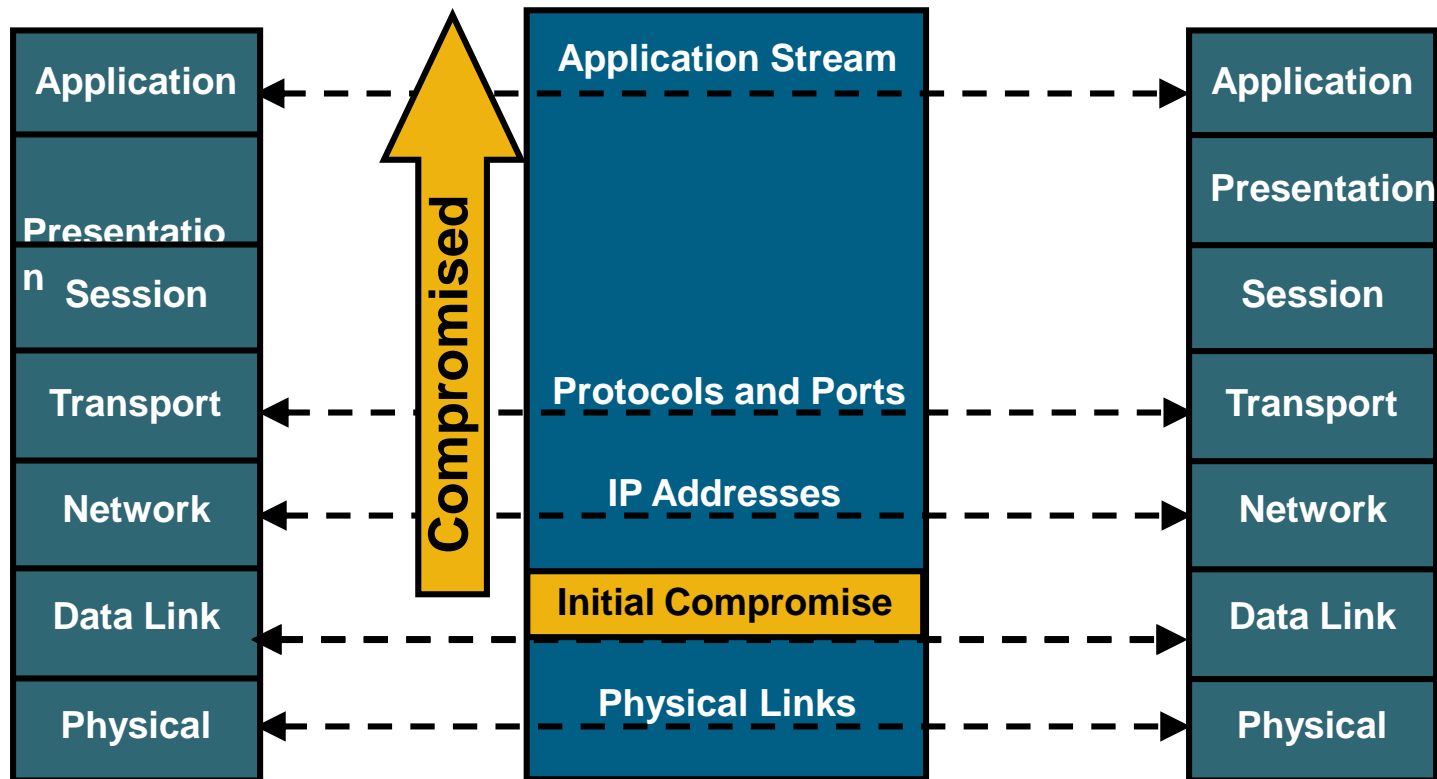 Application
Presentatio
n
Session
Transport
Network
Data Link
Physical
Compromised
Application Stream
Protocols and Ports
IP Addresses
Initial Compromise
Physical Links
Application
Presentation
Session
Transport
Network
Data Link
Physical